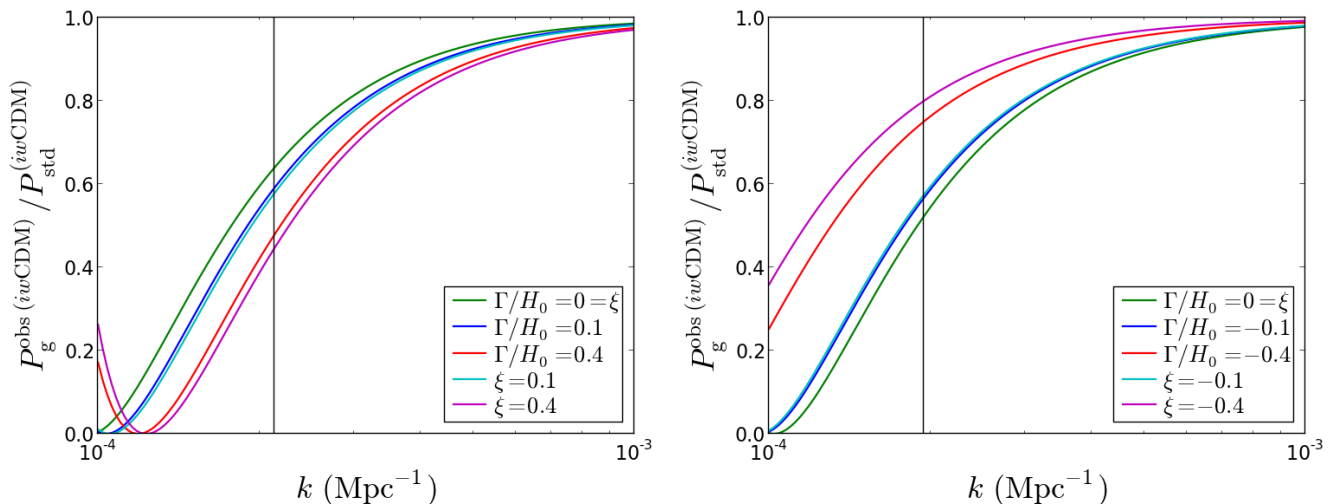 P_g^obs (iwCDM) / P_std^(iwCDM)
1.0
0.8
0.6
0.4
0.2
0.0
10^-4
10^-3
k (Mpc^-1)
Γ/H_0 =0 =ξ
Γ/H_0 =0.1
Γ/H_0 =0.4
ξ=0.1
ξ=0.4
P_g^obs (iwCDM) / P_std^(iwCDM)
1.0
0.8
0.6
0.4
0.2
0.0
10^-4
10^-3
k (Mpc^-1)
Γ/H_0 =0 =ξ
Γ/H_0 =−0.1
Γ/H_0 =−0.4
ξ=−0.1
ξ=−0.4